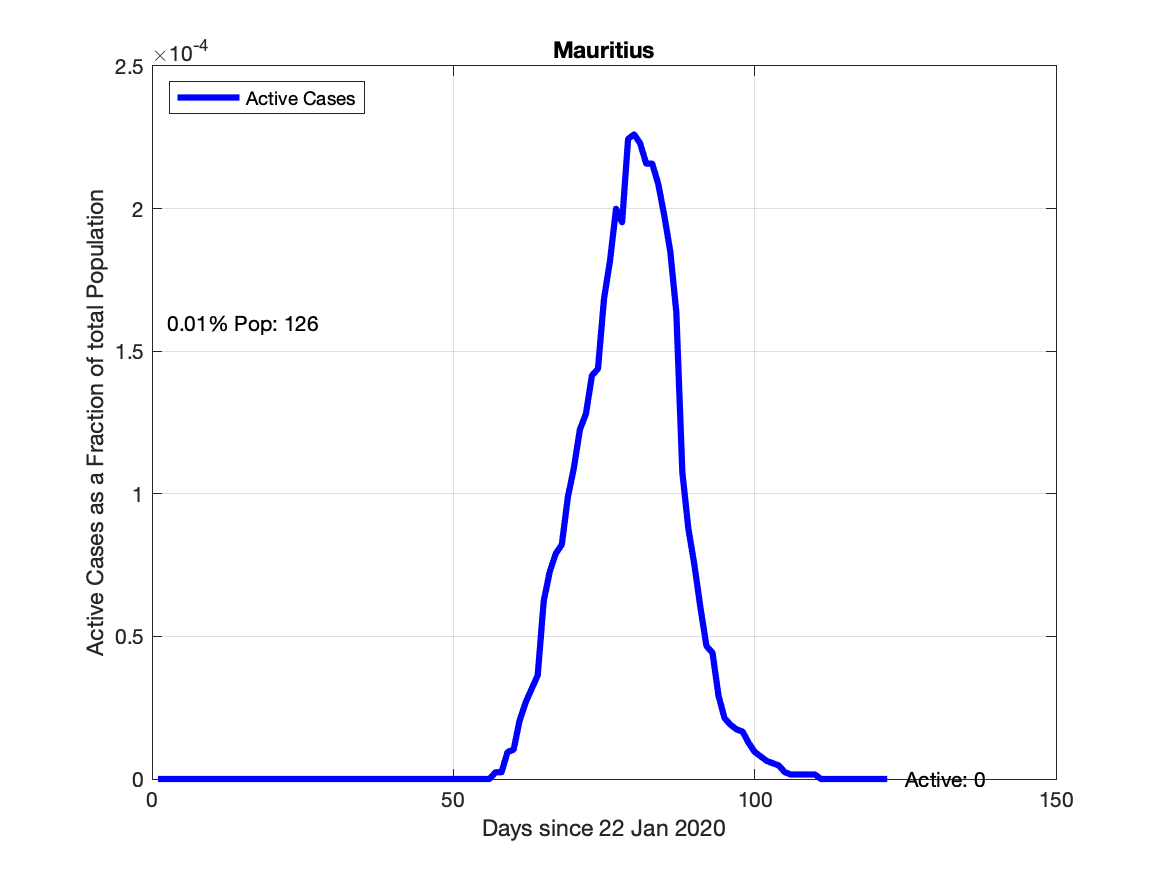 Mauritius
×10-4
2.5
2
1.5
1
0.5
0
Active Cases
0.01% Pop: 126
Active: 0
0
50
100
150
Days since 22 Jan 2020
Active Cases as a Fraction of total Population